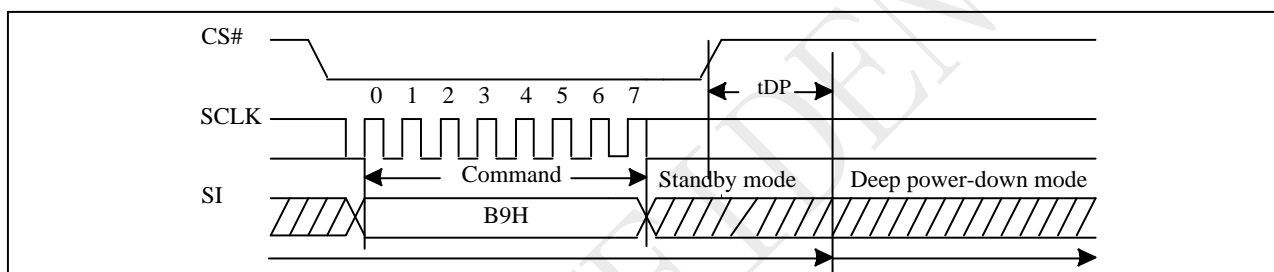 CS#
tDP
0 1 2 3 4 5 6 7
SCLK
Command
Standby mode
Deep power-down mode
SI
B9H